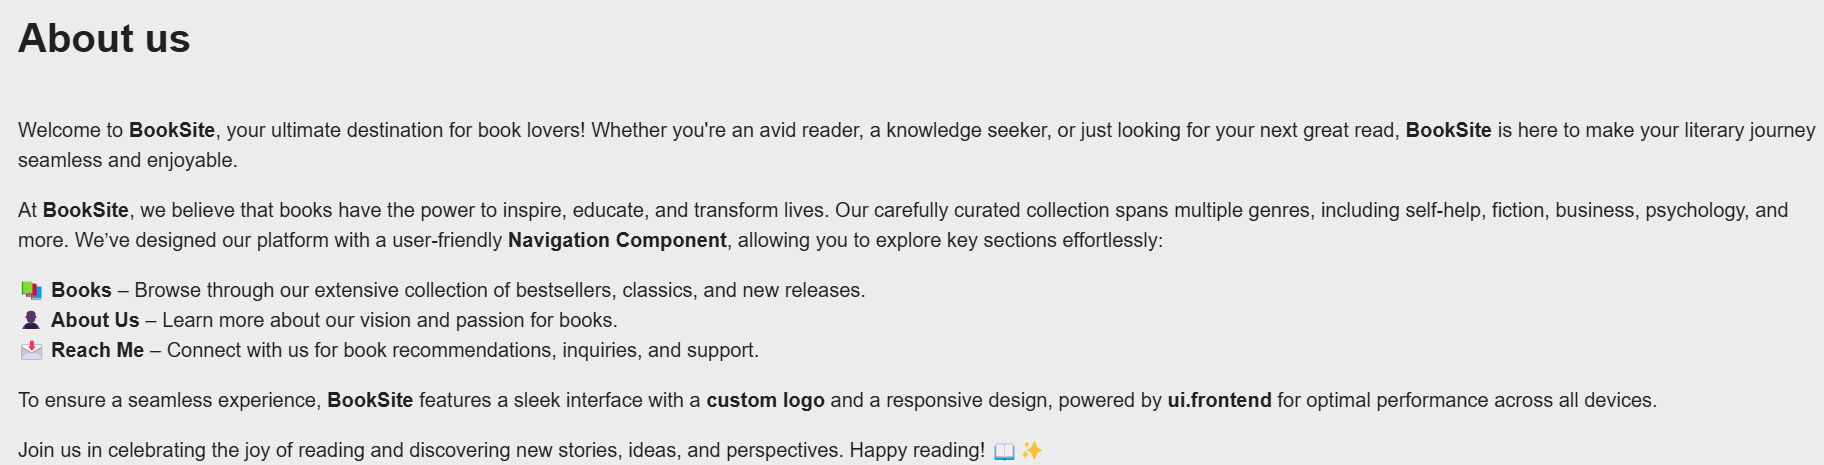 About us
Welcome to BookSite, your ultimate destination for book lovers! Whether you're an avid reader, a knowledge seeker, or just looking for your next great read, BookSite is here to make your literary journey
seamless and enjoyable.
At BookSite, we believe that books have the power to inspire, educate, and transform lives. Our carefully curated collection spans multiple genres, including self-help, fiction, business, psychology, and
more. We’ve designed our platform with a user-friendly Navigation Component, allowing you to explore key sections effortlessly:
📚 Books – Browse through our extensive collection of bestsellers, classics, and new releases.
👤 About Us – Learn more about our vision and passion for books.
📩 Reach Me – Connect with us for book recommendations, inquiries, and support.
To ensure a seamless experience, BookSite features a sleek interface with a custom logo and a responsive design, powered by ui.frontend for optimal performance across all devices.
Join us in celebrating the joy of reading and discovering new stories, ideas, and perspectives. Happy reading! 📖 ✨